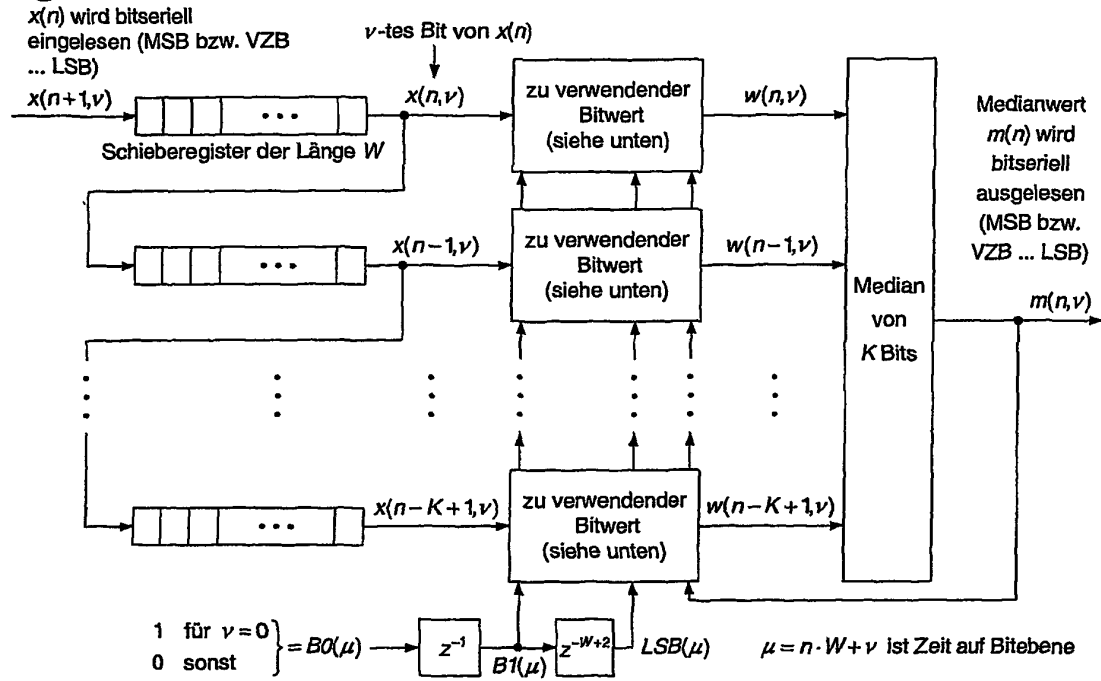 x(n) wird bitseriell
eingelesen (MSB bzw. VZB
... LSB)
ν-tes Bit von x(n)
x(n+1,ν)
x(n,ν)
zu verwendender
Bitwert
(siehe unten)
w(n,ν)
Medianwert
m(n) wird
bitseriell
ausgelesen
(MSB bzw.
VZB ... LSB)
Schieberegister der Länge W
x(n−1,ν)
zu verwendender
Bitwert
(siehe unten)
w(n−1,ν)
Median
von
K Bits
m(n,ν)
x(n−K+1,ν)
zu verwendender
Bitwert
(siehe unten)
w(n−K+1,ν)
1 für ν=0
0 sonst
} = B0(μ)
z⁻¹
B1(μ)
z⁻ᵂ⁺²
LSB(μ)
μ = n·W+ν ist Zeit auf Bitebene